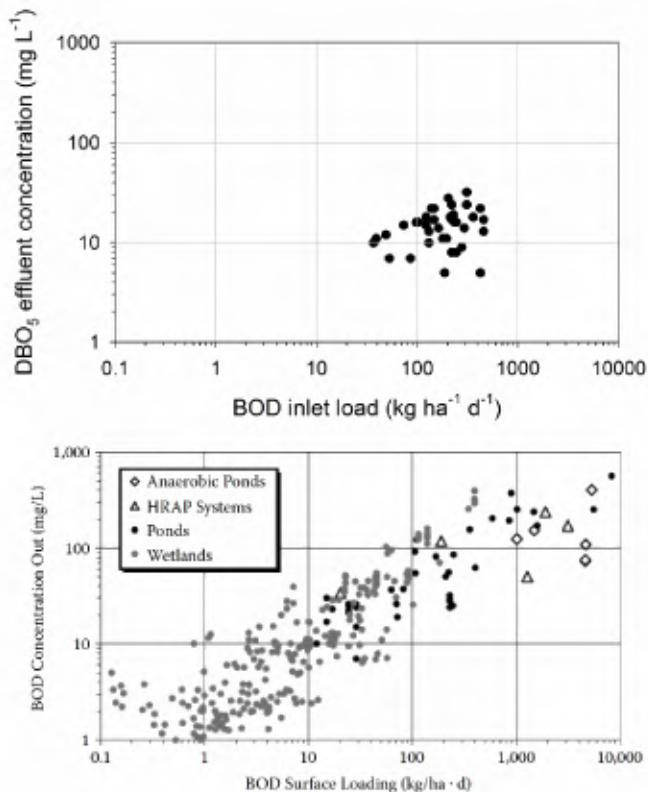 DBO₅ effluent concentration (mg L⁻¹)
1000
100
10
1
0.1
1
10
100
1000
10000
BOD inlet load (kg ha⁻¹ d⁻¹)
BOD Concentration Out (mg/L)
1,000
100
10
1
Anaerobic Ponds
HRAP Systems
Ponds
Wetlands
0.1
1
10
100
1,000
10,000
BOD Surface Loading (kg/ha · d)